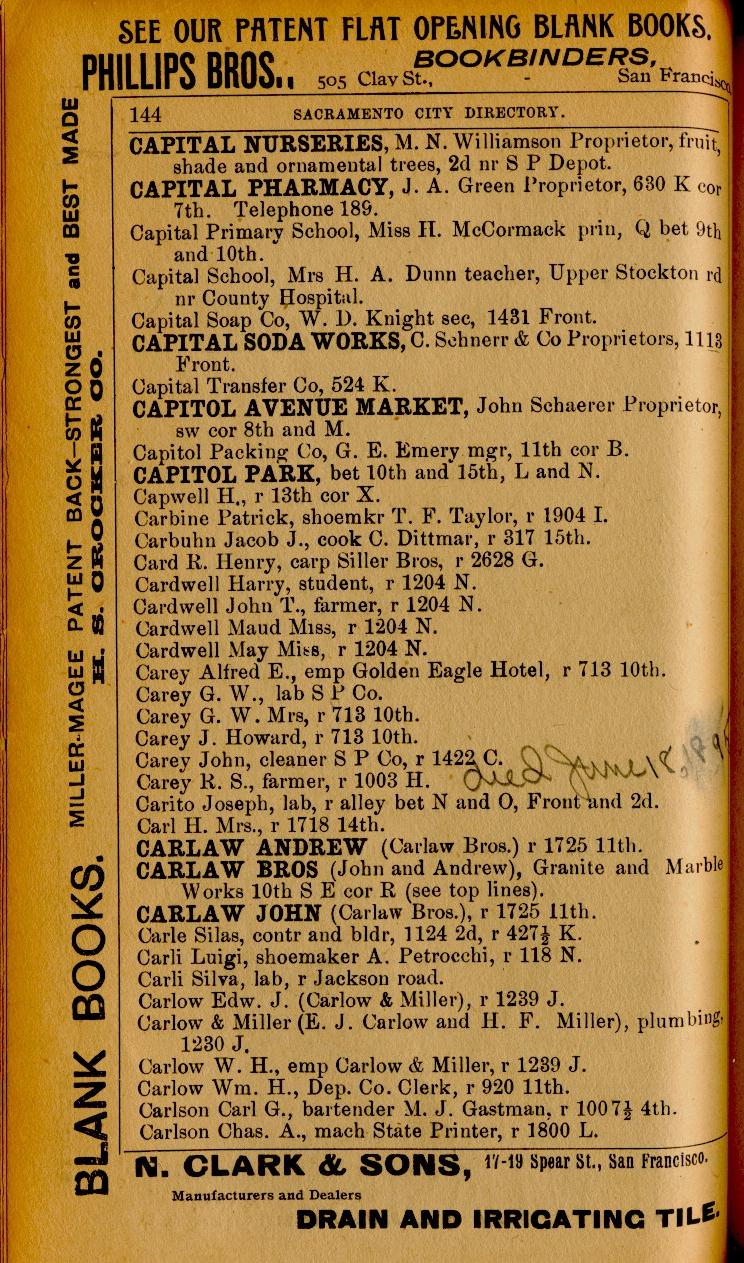 SEE OUR PATENT FLAT OPENING BLANK BOOKS.
PHILLIPS BROS., BOOKBINDERS,
505 Clay St., - San Francisco
MILLER-MAGEE PATENT BACK—STRONGEST and BEST MADE
H. S. CROCKER CO.
BLANK BOOKS.
144 SACRAMENTO CITY DIRECTORY.
CAPITAL NURSERIES, M. N. Williamson Proprietor, fruit,
shade and ornamental trees, 2d nr S P Depot.
CAPITAL PHARMACY, J. A. Green Proprietor, 630 K cor
7th. Telephone 189.
Capital Primary School, Miss H. McCormack prin, Q bet 9th
and 10th.
Capital School, Mrs H. A. Dunn teacher, Upper Stockton rd
nr County Hospital.
Capital Soap Co, W. D. Knight sec, 1431 Front.
CAPITAL SODA WORKS, C. Schnerr & Co Proprietors, 1113
Front.
Capital Transfer Co, 524 K.
CAPITOL AVENUE MARKET, John Schaerer Proprietor,
sw cor 8th and M.
Capitol Packing Co, G. E. Emery mgr, 11th cor B.
CAPITOL PARK, bet 10th and 15th, L and N.
Capwell H., r 13th cor X.
Carbine Patrick, shoemkr T. F. Taylor, r 1904 I.
Carbuhn Jacob J., cook C. Dittmar, r 317 15th.
Card R. Henry, carp Siller Bros, r 2628 G.
Cardwell Harry, student, r 1204 N.
Cardwell John T., farmer, r 1204 N.
Cardwell Maud Miss, r 1204 N.
Cardwell May Miss, r 1204 N.
Carey Alfred E., emp Golden Eagle Hotel, r 713 10th.
Carey G. W., lab S P Co.
Carey G. W. Mrs, r 713 10th.
Carey J. Howard, r 713 10th.
Carey John, cleaner S P Co, r 1422 C.
Carey R. S., farmer, r 1003 H. died June 18,
Carito Joseph, lab, r alley bet N and O, Front and 2d.
Carl H. Mrs., r 1718 14th.
CARLAW ANDREW (Carlaw Bros.) r 1725 11th.
CARLAW BROS (John and Andrew), Granite and Marble
Works 10th S E cor R (see top lines).
CARLAW JOHN (Carlaw Bros.), r 1725 11th.
Carle Silas, contr and bldr, 1124 2d, r 427½ K.
Carli Luigi, shoemaker A. Petrocchi, r 118 N.
Carli Silva, lab, r Jackson road.
Carlow Edw. J. (Carlow & Miller), r 1239 J.
Carlow & Miller (E. J. Carlow and H. F. Miller), plumbing,
1230 J.
Carlow W. H., emp Carlow & Miller, r 1239 J.
Carlow Wm. H., Dep. Co. Clerk, r 920 11th.
Carlson Carl G., bartender M. J. Gastman, r 1007½ 4th.
Carlson Chas. A., mach State Printer, r 1800 L.
N. CLARK & SONS, 17-19 Spear St., San Francisco.
Manufacturers and Dealers
DRAIN AND IRRIGATING TILE.